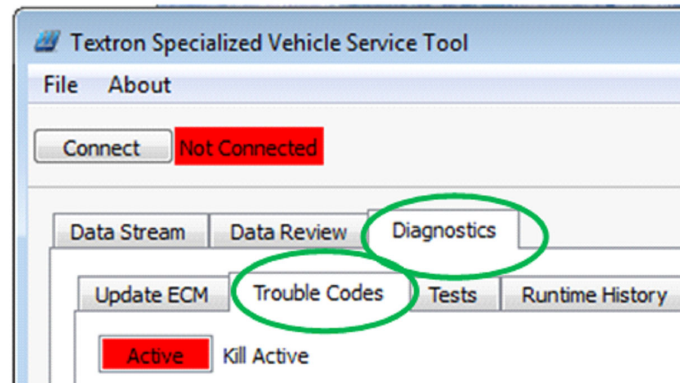 Textron Specialized Vehicle Service Tool
File About
Connect Not Connected
Data Stream Data Review Diagnostics
Update ECM Trouble Codes Tests Runtime History
Active Kill Active